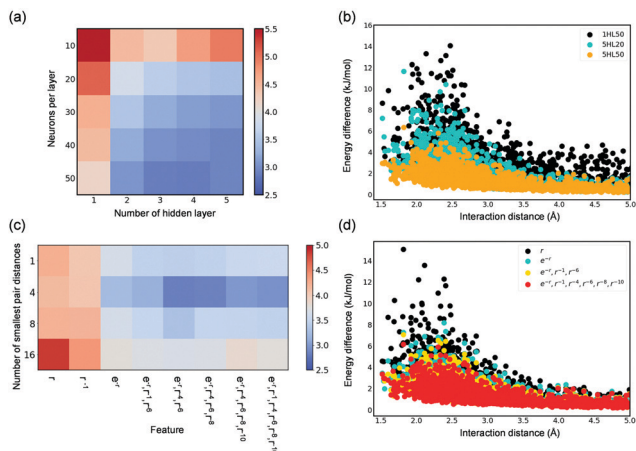 (a)
Neurons per layer
10
20
30
40
50
1 2 3 4 5
Number of hidden layer
5.5
5.0
4.5
4.0
3.5
3.0
2.5
(b)
Energy difference (kJ/mol)
16
14
12
10
8
6
4
2
0
1HL50
5HL20
5HL50
1.5 2.0 2.5 3.0 3.5 4.0 4.5 5.0
Interaction distance (Å)
(c)
Number of smallest pair distances
1
4
8
16
r
r⁻¹
Feature
5.0
4.5
4.0
3.5
3.0
2.5
(d)
Energy difference (kJ/mol)
16
14
12
10
8
6
4
2
0
r
e⁻ʳ
e⁻ʳ, r⁻¹, r⁻⁶
e⁻ʳ, r⁻¹, r⁻⁴, r⁻⁶, r⁻⁸, r⁻¹⁰
1.5 2.0 2.5 3.0 3.5 4.0 4.5 5.0
Interaction distance (Å)